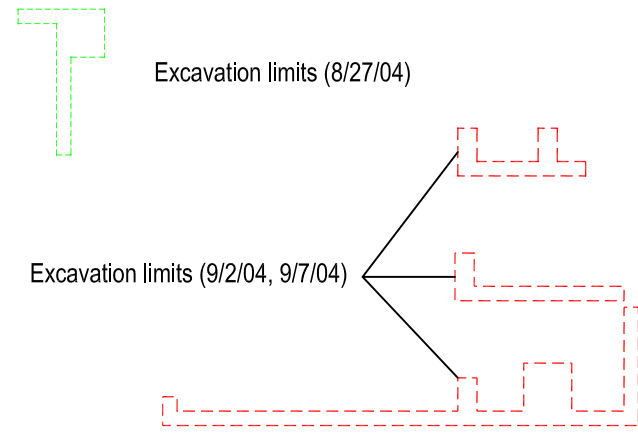 Excavation limits (8/27/04)
Excavation limits (9/2/04, 9/7/04)